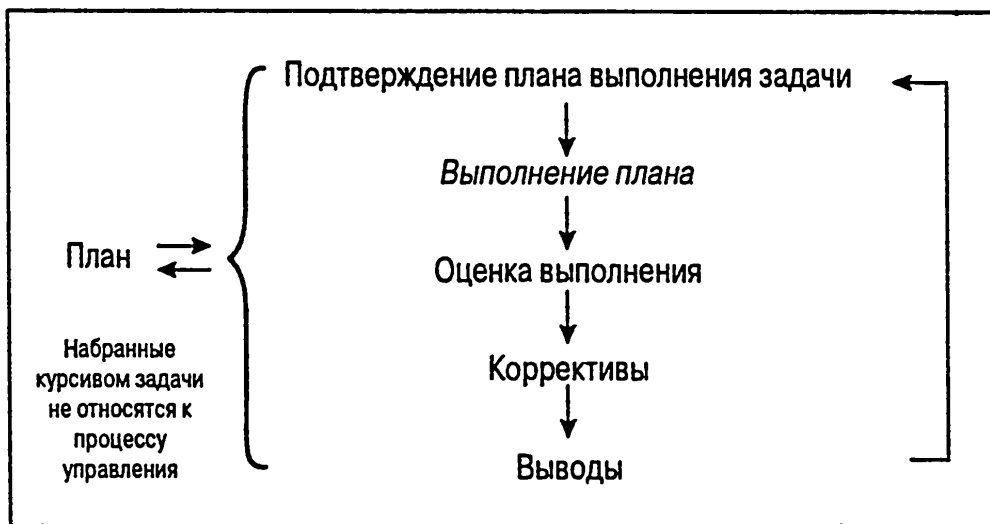 Подтверждение плана выполнения задачи
Выполнение плана
План
Оценка выполнения
Набранные
курсивом задачи
не относятся к
процессу
управления
Коррективы
Выводы